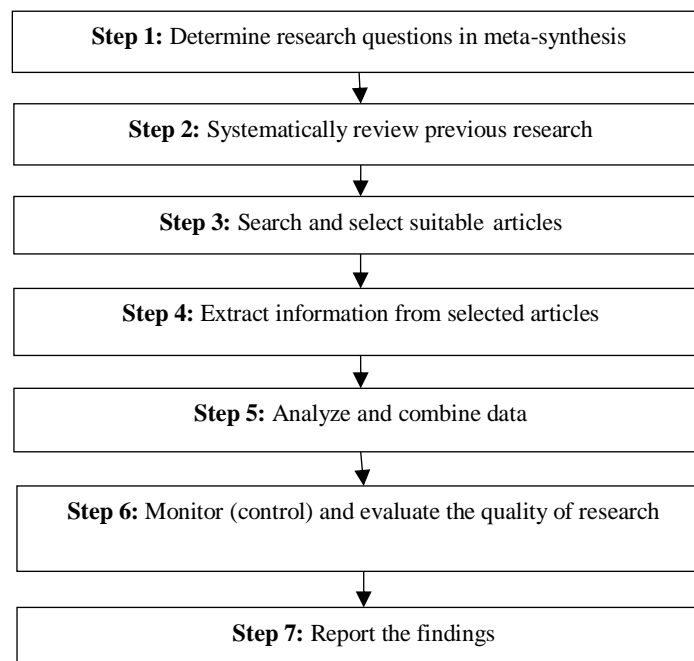 Step 1: Determine research questions in meta-synthesis
Step 2: Systematically review previous research
Step 3: Search and select suitable articles
Step 4: Extract information from selected articles
Step 5: Analyze and combine data
Step 6: Monitor (control) and evaluate the quality of research
Step 7: Report the findings